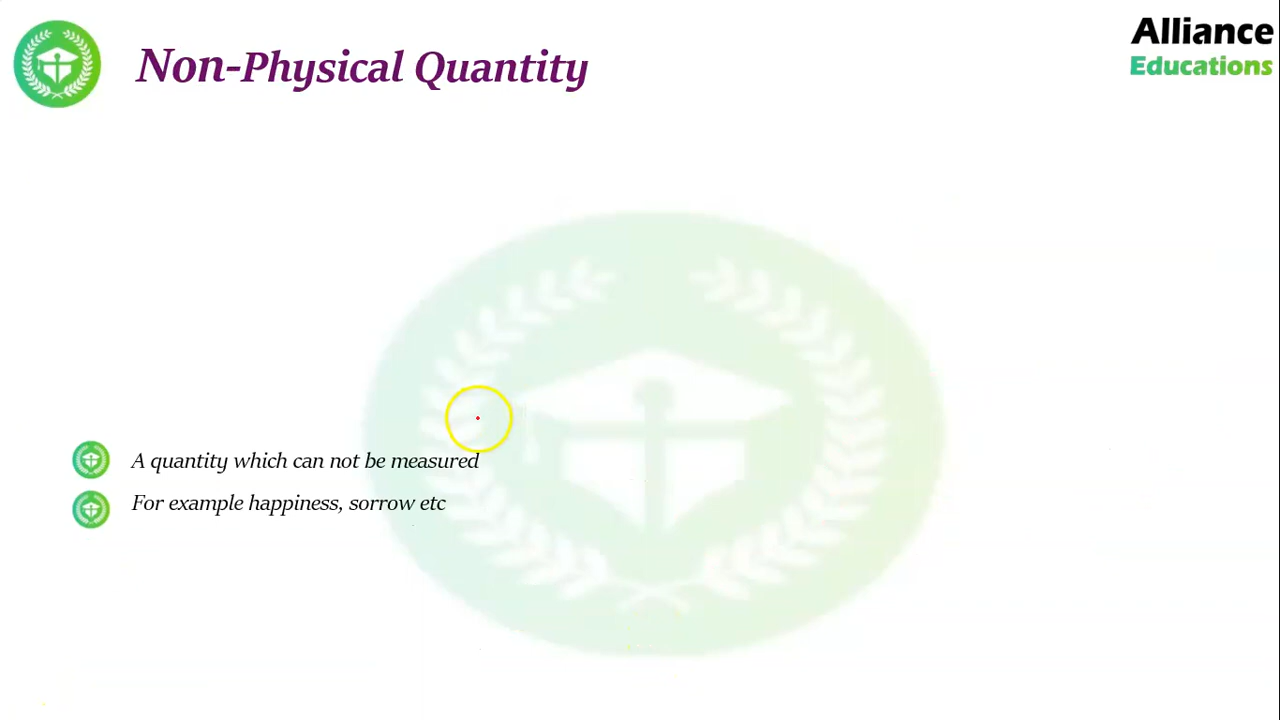 Non-Physical Quantity
Alliance
Educations
A quantity which can not be measured
For example happiness, sorrow etc